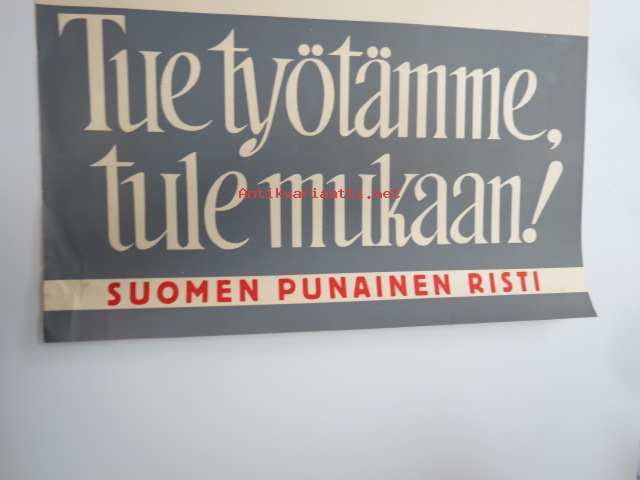 Tue työtämme,
tule mukaan!
Antikvariaatti.net
SUOMEN PUNAINEN RISTI